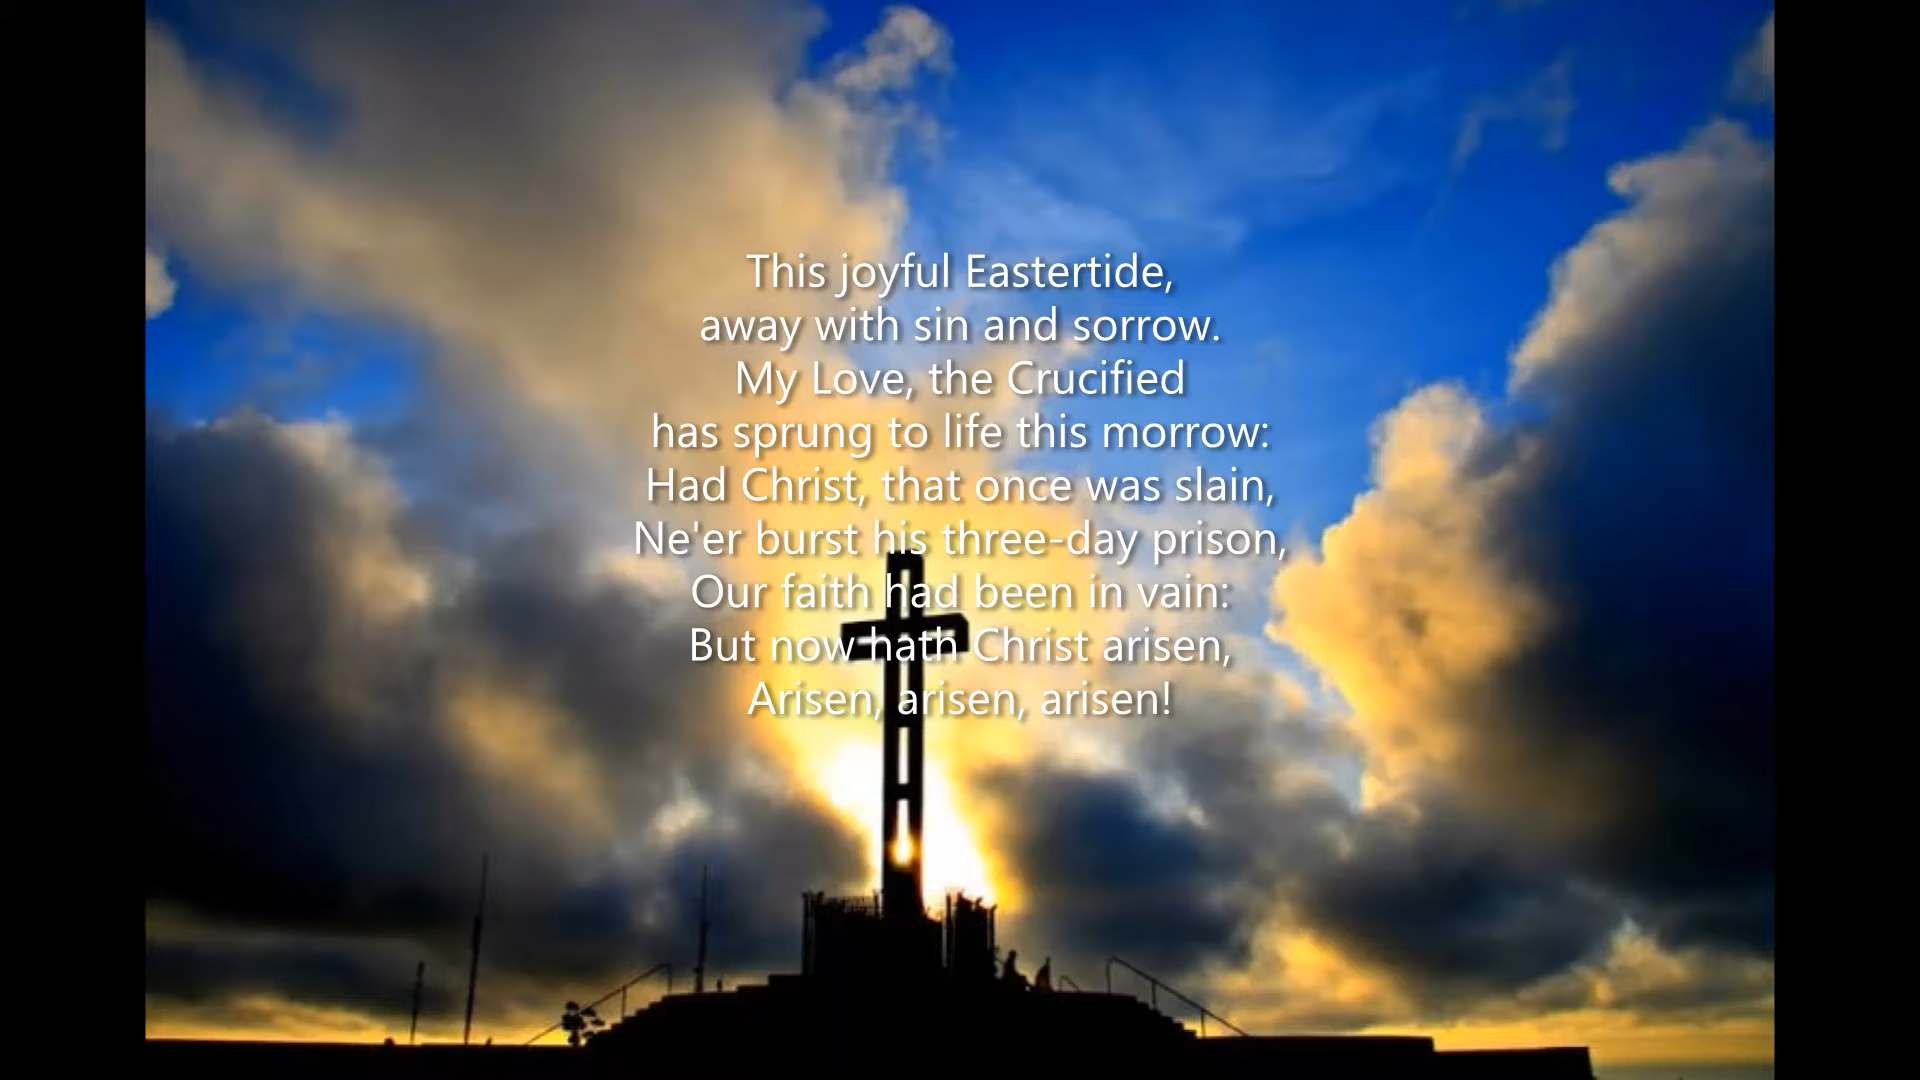 This joyful Eastertide,
away with sin and sorrow.
My Love, the Crucified
has sprung to life this morrow:
Had Christ, that once was slain,
Ne'er burst his three-day prison,
Our faith had been in vain:
But now hath Christ arisen,
Arisen, arisen, arisen!